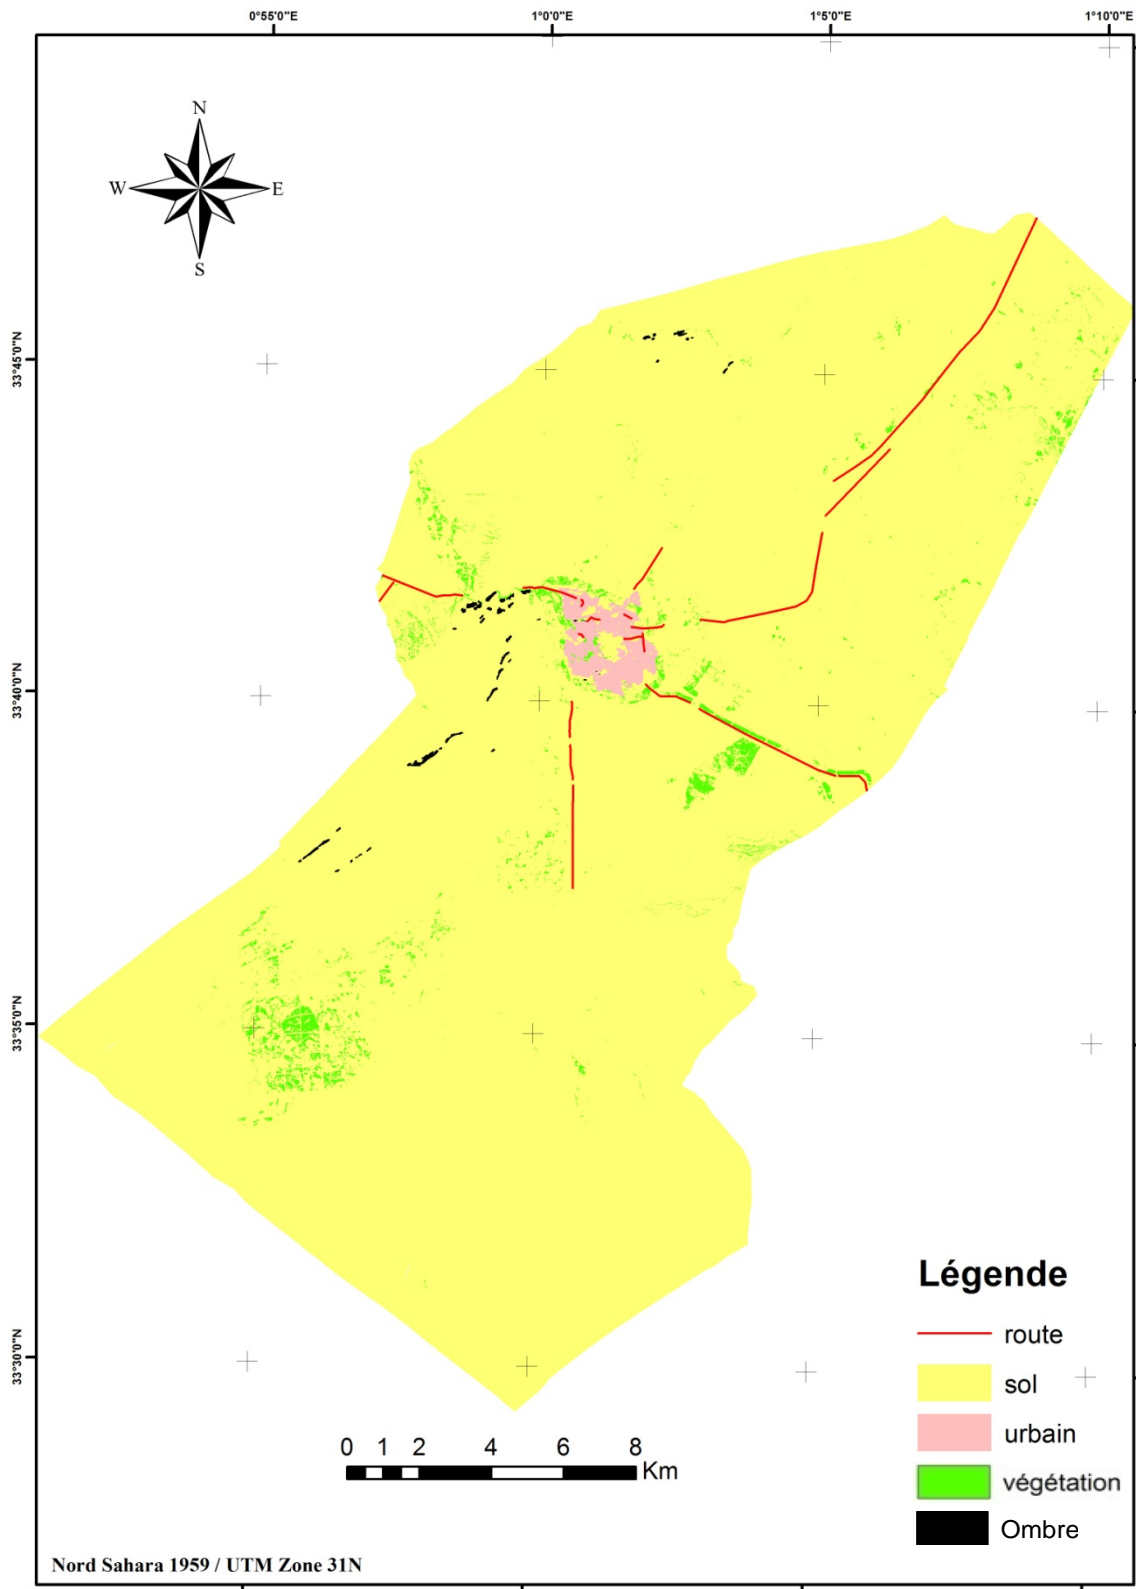 0°55'0"E 1°0'0"E 1°5'0"E 1°10'0"E
N
W E
S
33°45'0"N
33°40'0"N
33°35'0"N
33°30'0"N
Légende
route
sol
urbain
végétation
Ombre
0 1 2 4 6 8
Km
Nord Sahara 1959 / UTM Zone 31N